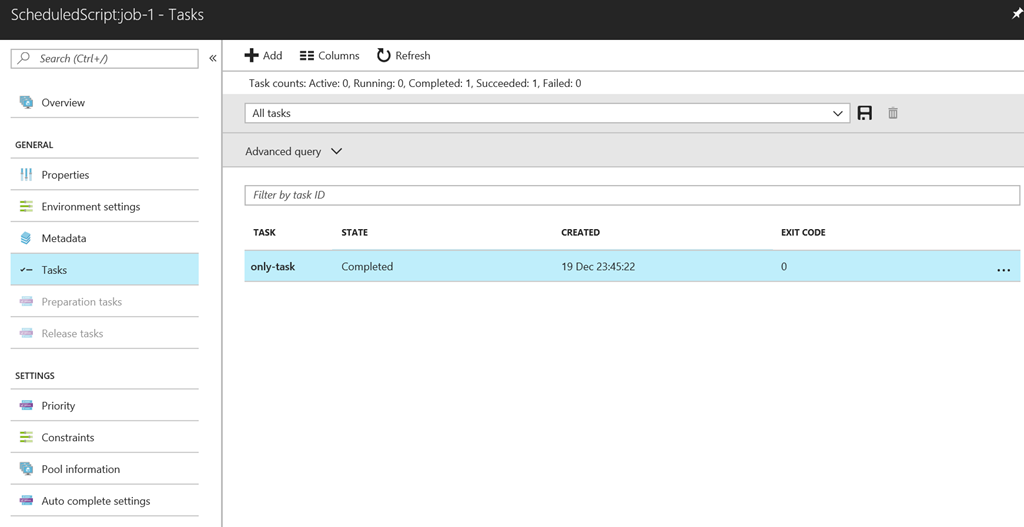 ScheduledScript:job-1 - Tasks
Search (Ctrl+/)
«
Overview
GENERAL
Properties
Environment settings
Metadata
Tasks
Preparation tasks
Release tasks
SETTINGS
Priority
Constraints
Pool information
Auto complete settings
Add Columns Refresh
Task counts: Active: 0, Running: 0, Completed: 1, Succeeded: 1, Failed: 0
All tasks
Advanced query
Filter by task ID
TASK STATE CREATED EXIT CODE
only-task Completed 19 Dec 23:45:22 0 ...